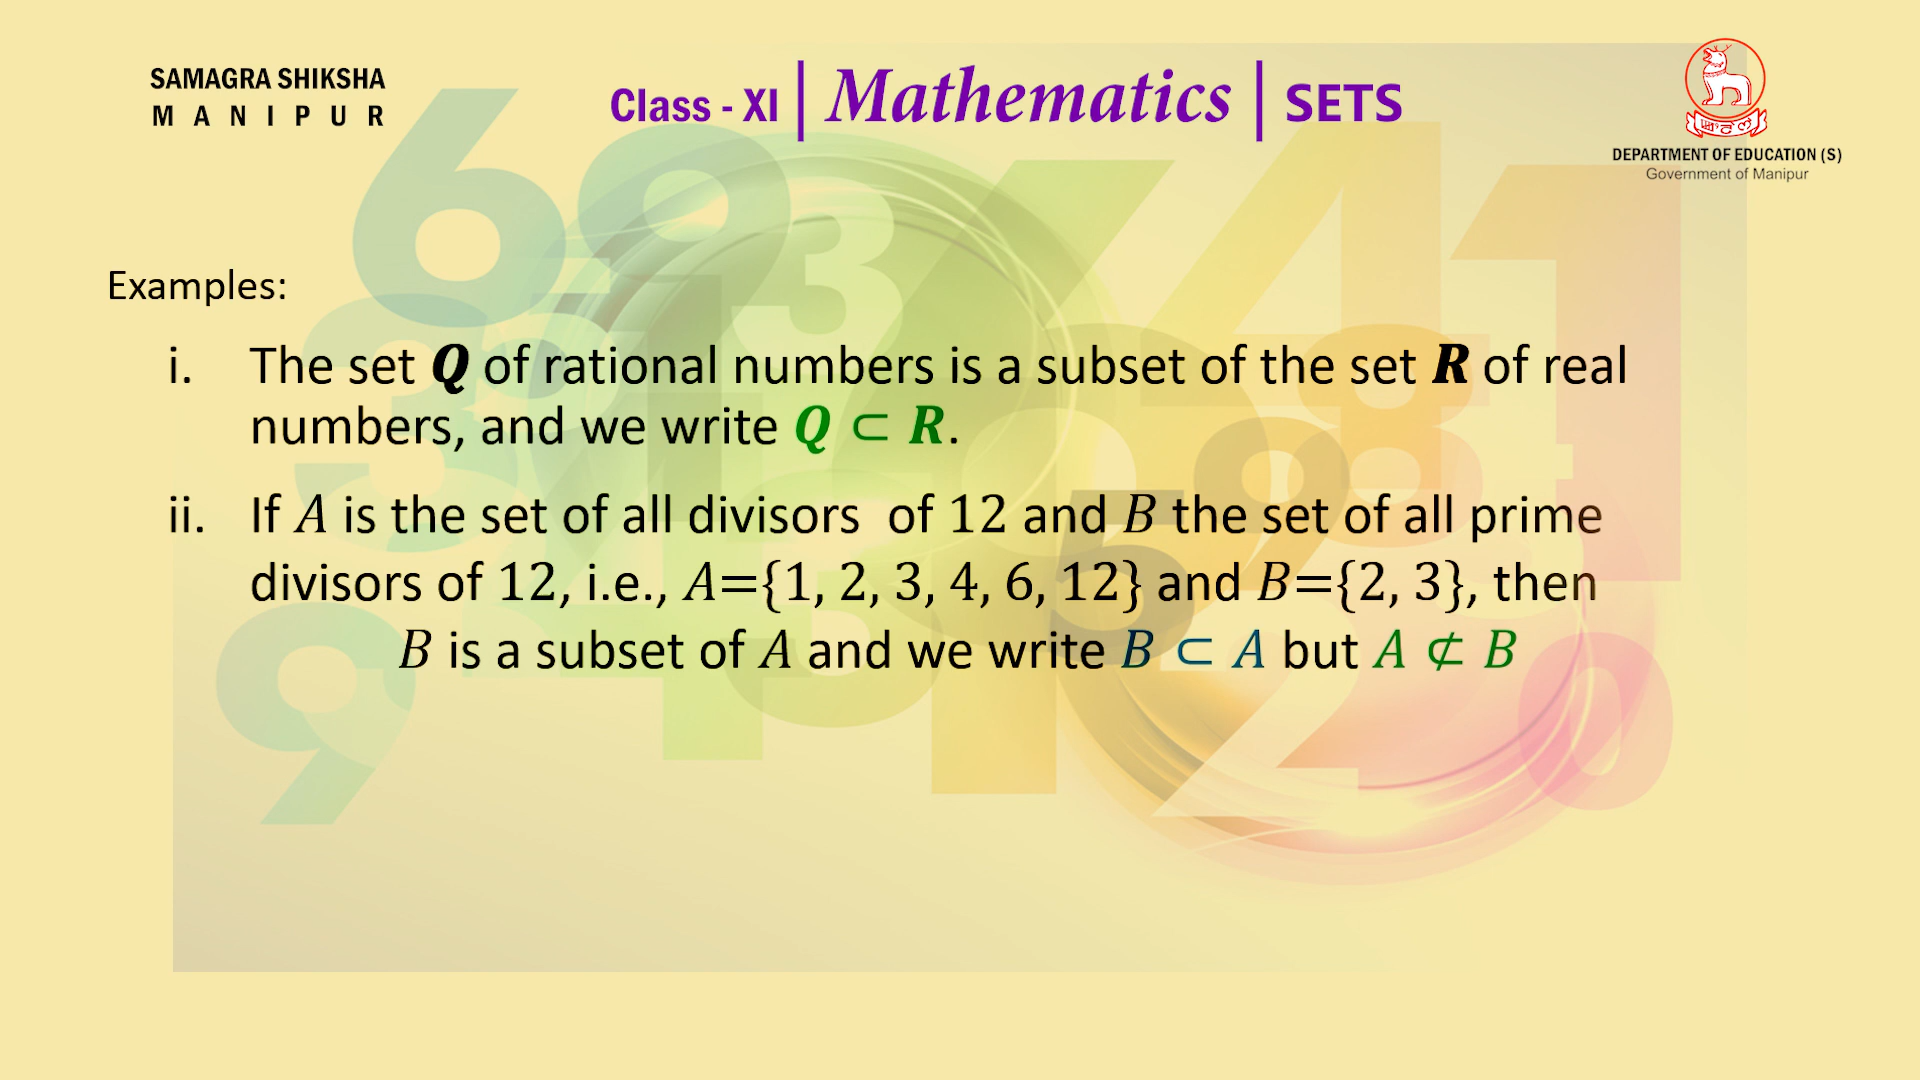 SAMAGRA SHIKSHA
MANIPUR
Class - XI | Mathematics | SETS
DEPARTMENT OF EDUCATION (S)
Government of Manipur
Examples:
i. The set Q of rational numbers is a subset of the set R of real
numbers, and we write Q ⊂ R.
ii. If A is the set of all divisors of 12 and B the set of all prime
divisors of 12, i.e., A={1, 2, 3, 4, 6, 12} and B={2, 3}, then
B is a subset of A and we write B ⊂ A but A ⊄ B